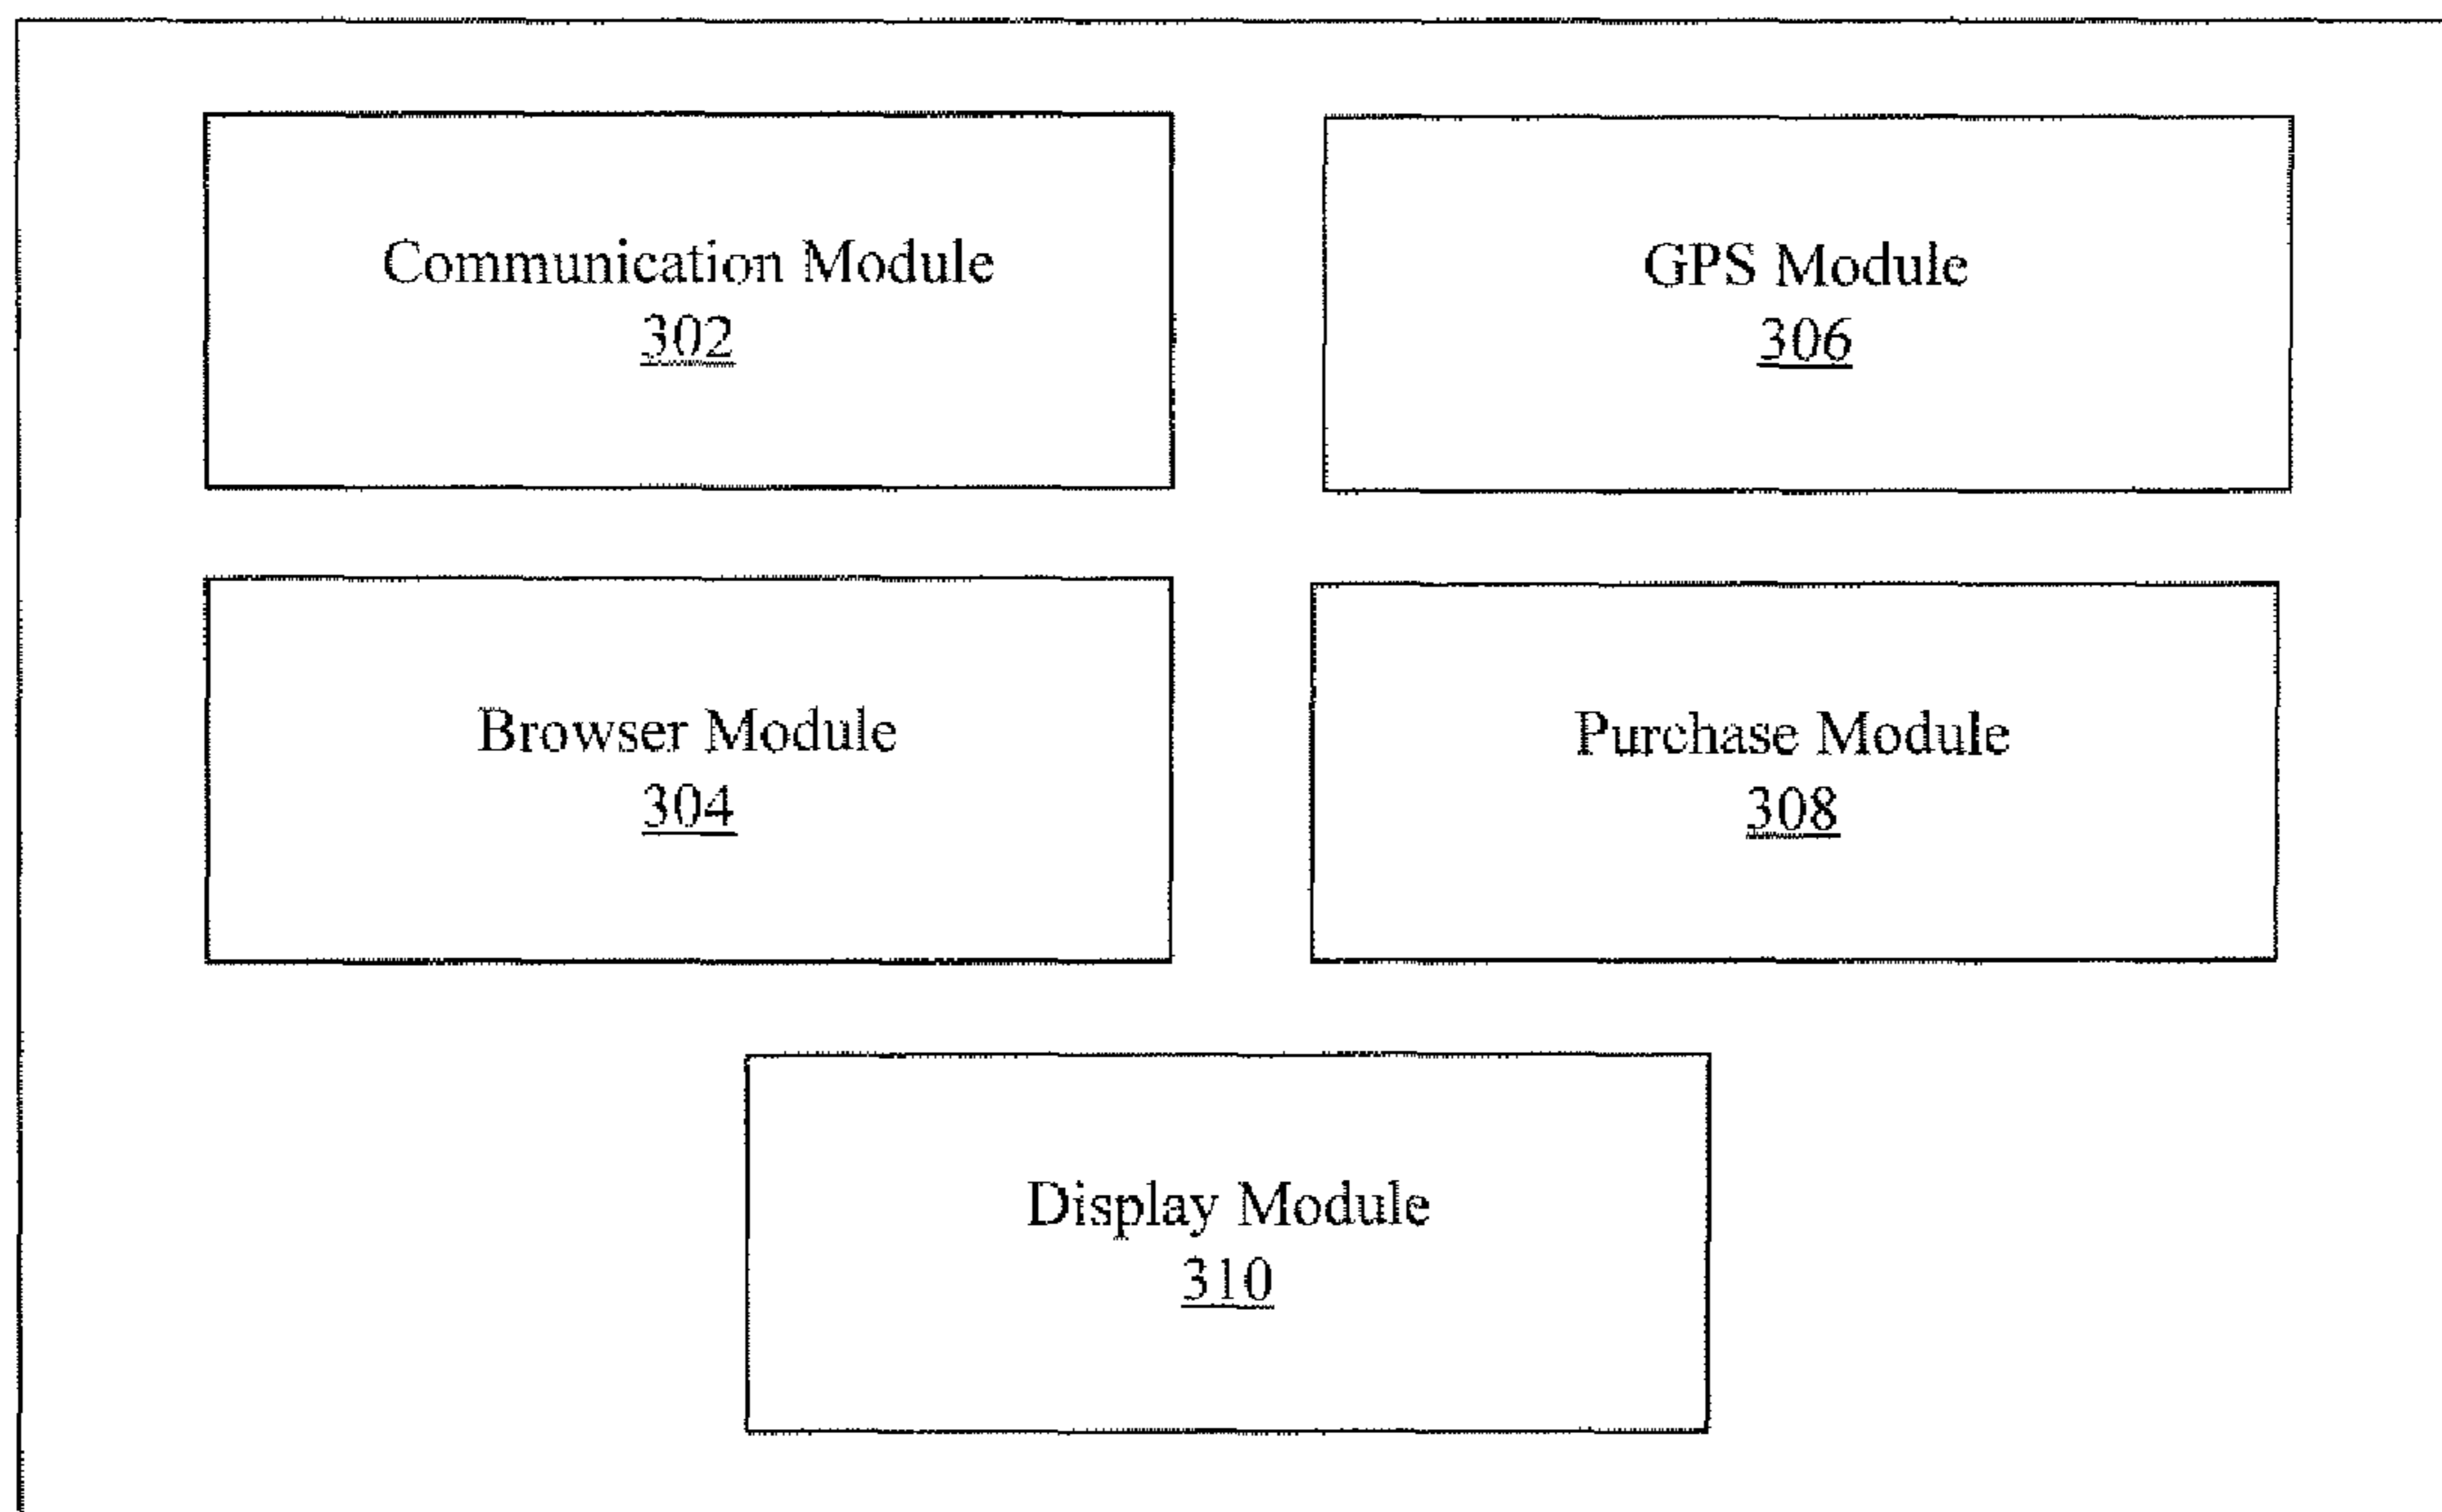 Communication Module
302
GPS Module
306
Browser Module
304
Purchase Module
308
Display Module
310